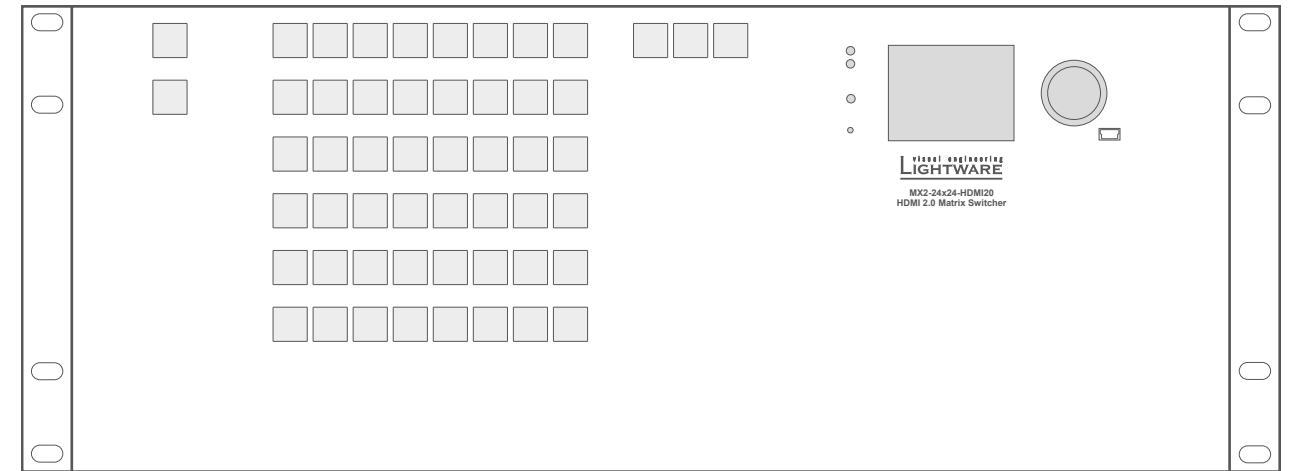 visual engineering
LIGHTWARE
MX2-24x24-HDMI20
HDMI 2.0 Matrix Switcher